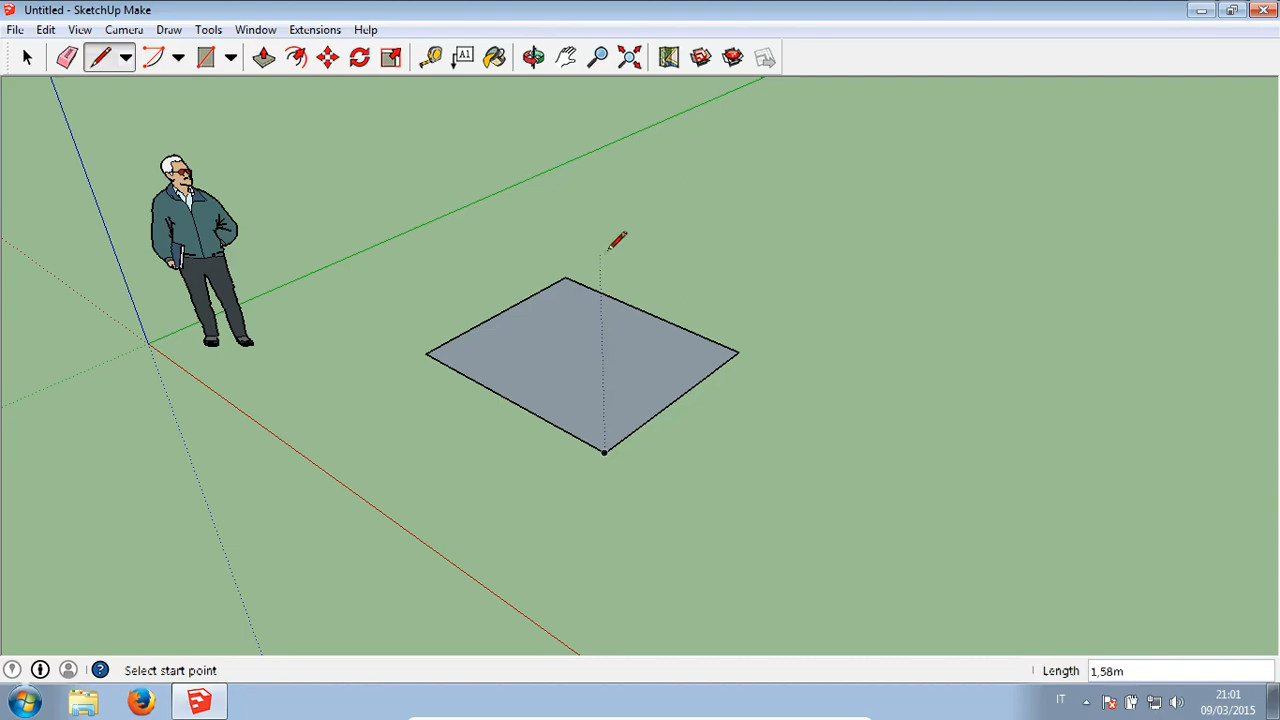 Untitled - SketchUp Make
File Edit View Camera Draw Tools Window Extensions Help
A1
Select start point
Length 1,58m
IT
21:01
09/03/2015